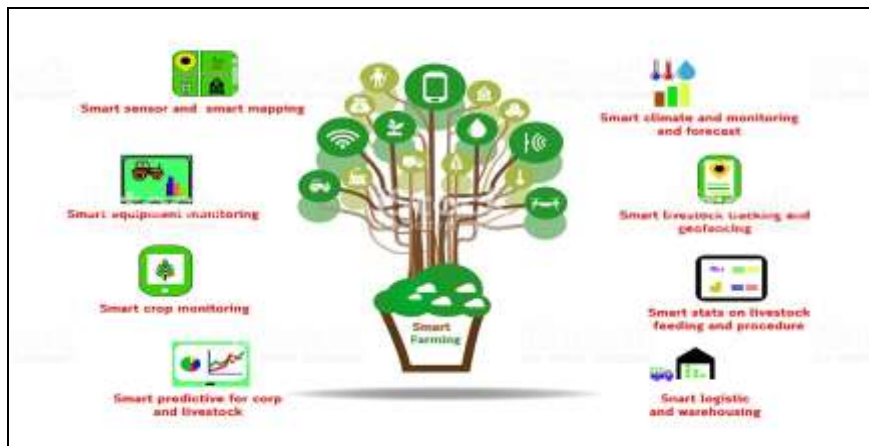 Smart sensor and smart mapping
Smart equipment monitoring
Smart crop monitoring
Smart predictive for corp
and livestock
Smart
Farming
Smart climate and monitoring
and forecast
Smart livestock tracking and
geofencing
Smart stats on livestock
feeding and procedure
Snart logistic
and warehousing